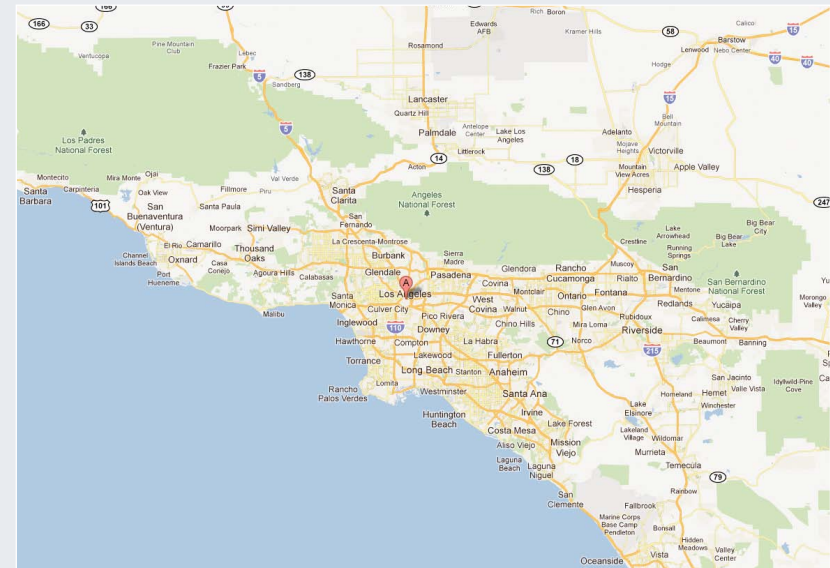 166
33
Rich
Boron
Edwards
AFB
Kramer Hills
58
Calico
15
Barstow
Lenwood
Nebo Center
40
40
Pine Mountain
Club
Ventucopa
Lebec
Frazier Park
5
138
Sandberg
Rosamond
Hodge
15
Lancaster
Quartz Hill
Bell
Mountain
5
Palmdale
Antelope
Center
Lake Los
Angeles
Adelanto
Los Padres
National Forest
Littlerock
Mojave
Heights
Victorville
14
18
138
Acton
Mountain
View Acres
Apple Valley
Montecito
Santa
Barbara
Carpinteria
Mira Monte
Ojai
Oak View
Val Verde
Fillmore
Piru
Santa
Clarita
Hesperia
Angeles
National Forest
247
101
San
Buenaventura
(Ventura)
Santa Paula
San
Fernando
Moorpark
Simi Valley
Lake
Arrowhead
Big Bear
City
Big Bear
Lake
El Rio
Camarillo
Thousand
Oaks
La Crescenta-Montrose
Crestline
Running
Springs
Channel
Islands Beach
Oxnard
Casa
Conejo
Burbank
Sierra
Madre
Port
Hueneme
Agoura Hills
Calabasas
Glendale
Pasadena
Glendora
Rancho
Cucamonga
Muscoy
Rialto
San
Bernardino
San Bernardino
National Forest
A
Los Angeles
Covina
Montclair
Ontario
Fontana
Mentone
Malibu
Santa
Monica
Culver City
West
Covina
Walnut
Chino
Glen Avon
Redlands
Yucaipa
Morongo
Valley
Inglewood
110
Pico Rivera
Chino Hills
Mira Loma
Rubidoux
Calimesa
Cherry
Valley
Downey
Riverside
Hawthorne
Compton
La Habra
71
Norco
215
Beaumont
Banning
Torrance
Lakewood
Fullerton
Long Beach
Stanton
Anaheim
San Jacinto
Idyllwild-Pine
Cove
Rancho
Palos Verdes
Lomita
Westminster
Santa Ana
Homeland
Hemet
Valle Vista
Winchester
Huntington
Beach
Irvine
Lake
Elsinore
Costa Mesa
Lake Forest
Lakeland
Village
Wildomar
Aliso Viejo
Mission
Viejo
Murrieta
Laguna
Beach
Laguna
Niguel
Temecula
79
San
Clemente
Rainbow
Fallbrook
Marine Corps
Base Camp
Pendleton
Bonsall
Hidden
Meadows
Valley
Center
Oceanside
Vista